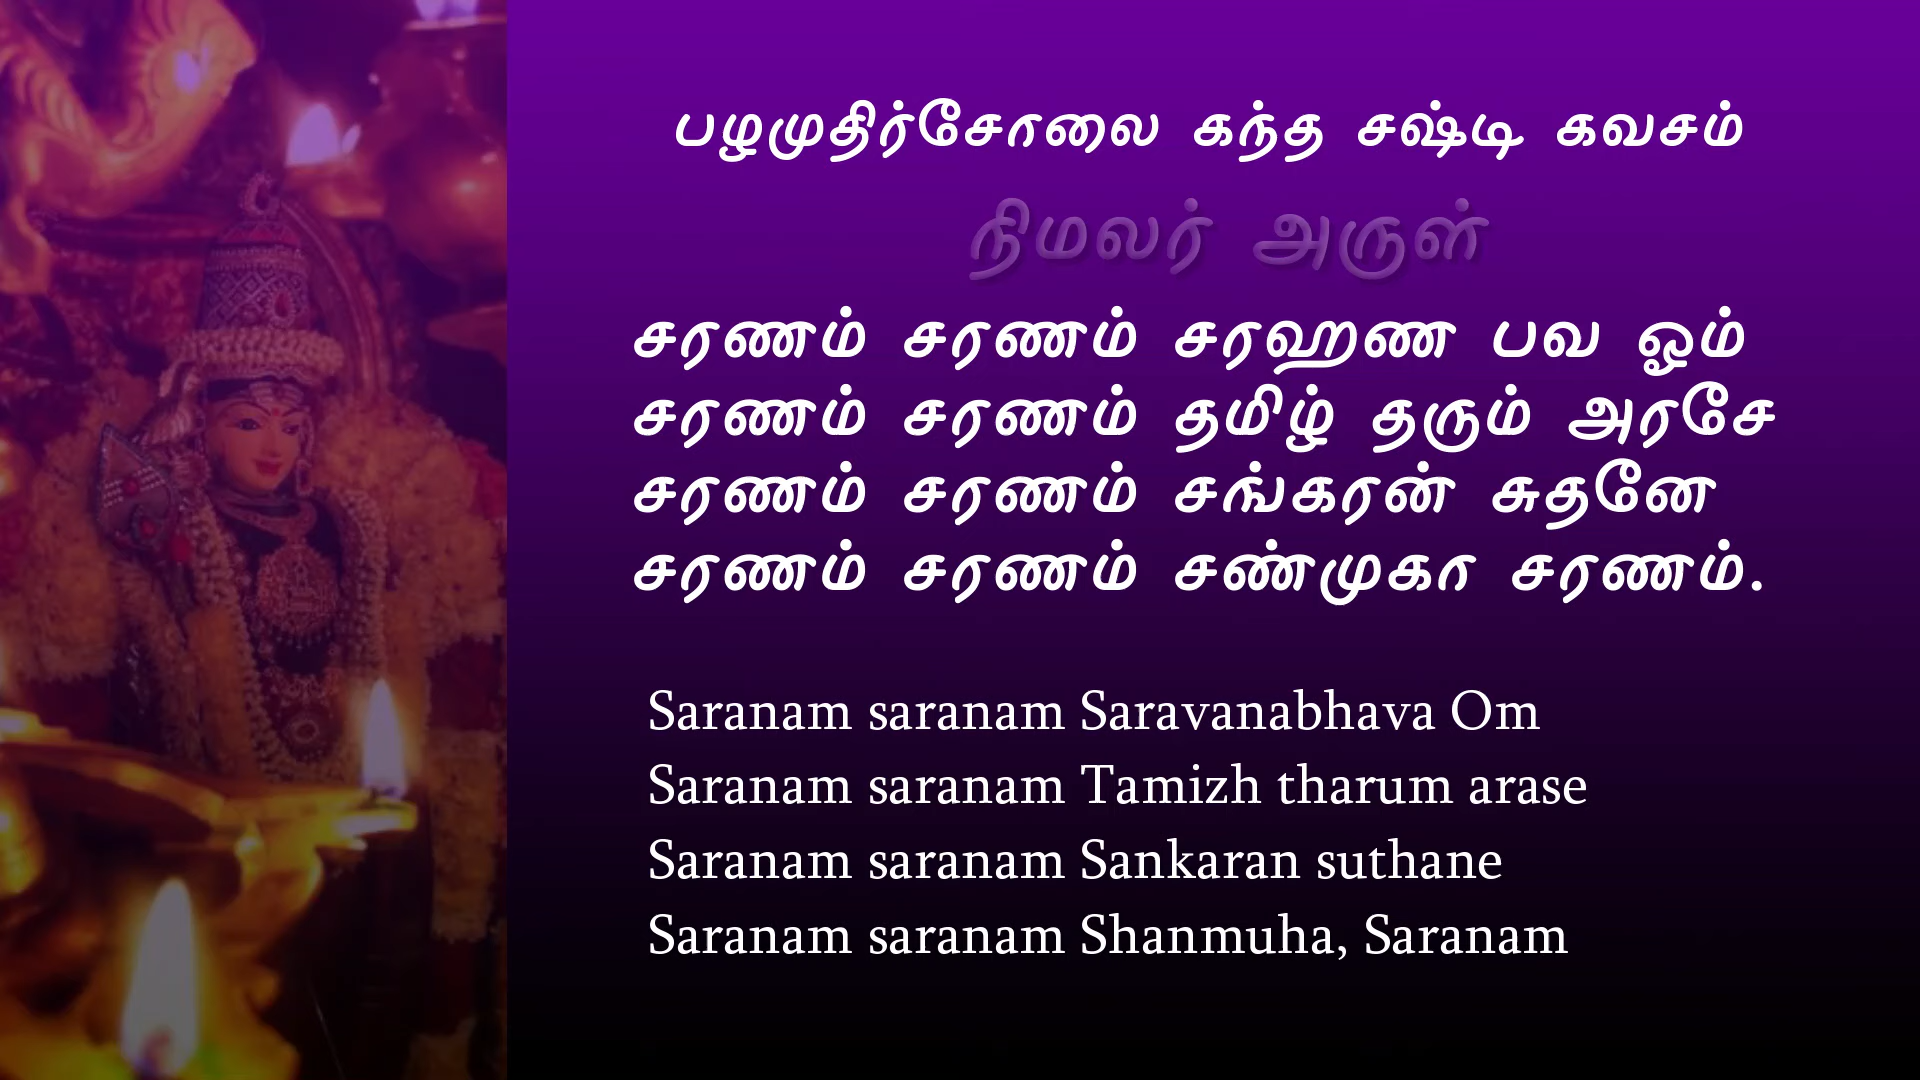 பழமுதிர்சோலை கந்த சஷ்டி கவசம்
நிமலர் அருள்
சரணம் சரணம் சரஹண பவ ஓம்
சரணம் சரணம் தமிழ் தரும் அரசே
சரணம் சரணம் சங்கரன் சுதனே
சரணம் சரணம் சண்முகா சரணம்.
Saranam saranam Saravanabhava Om
Saranam saranam Tamizh tharum arase
Saranam saranam Sankaran suthane
Saranam saranam Shanmuha, Saranam